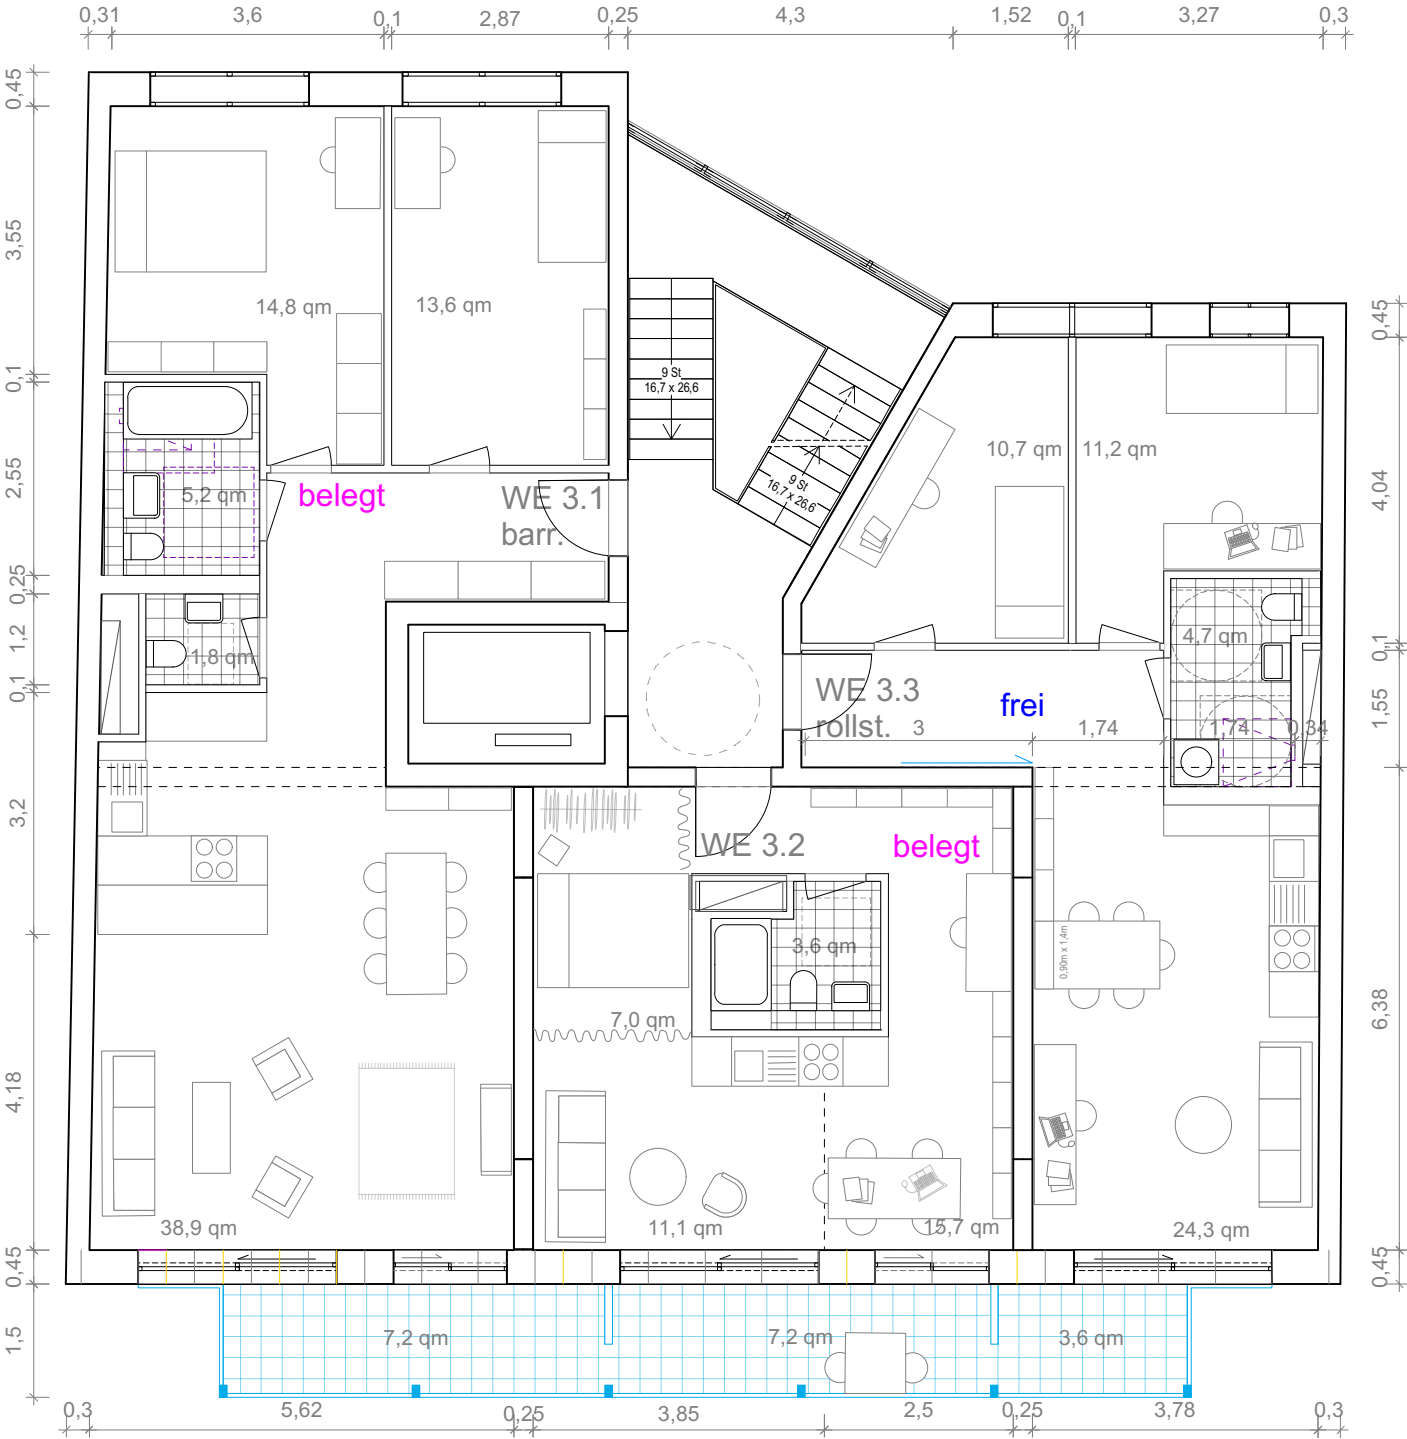 0,31
3,6
0,1
2,87
0,25
4,3
1,52
0,1
3,27
0,3
0,45
3,55
0,1
2,55
0,25
1,2
0,1
3,2
4,18
0,45
1,5
14,8 qm
13,6 qm
9 St
16,7 x 26,6
9 St
16,7 x 26,6
10,7 qm
11,2 qm
5,2 qm
belegt
WE 3.1
barr.
1,8 qm
4,7 qm
WE 3.3
rollst.
frei
3
1,74
1,74
0,34
WE 3.2
belegt
3,6 qm
7,0 qm
0,90m x 1,4m
38,9 qm
11,1 qm
15,7 qm
24,3 qm
7,2 qm
7,2 qm
3,6 qm
0,45
4,04
0,1
1,55
6,38
0,45
0,3
5,62
0,25
3,85
2,5
0,25
3,78
0,3